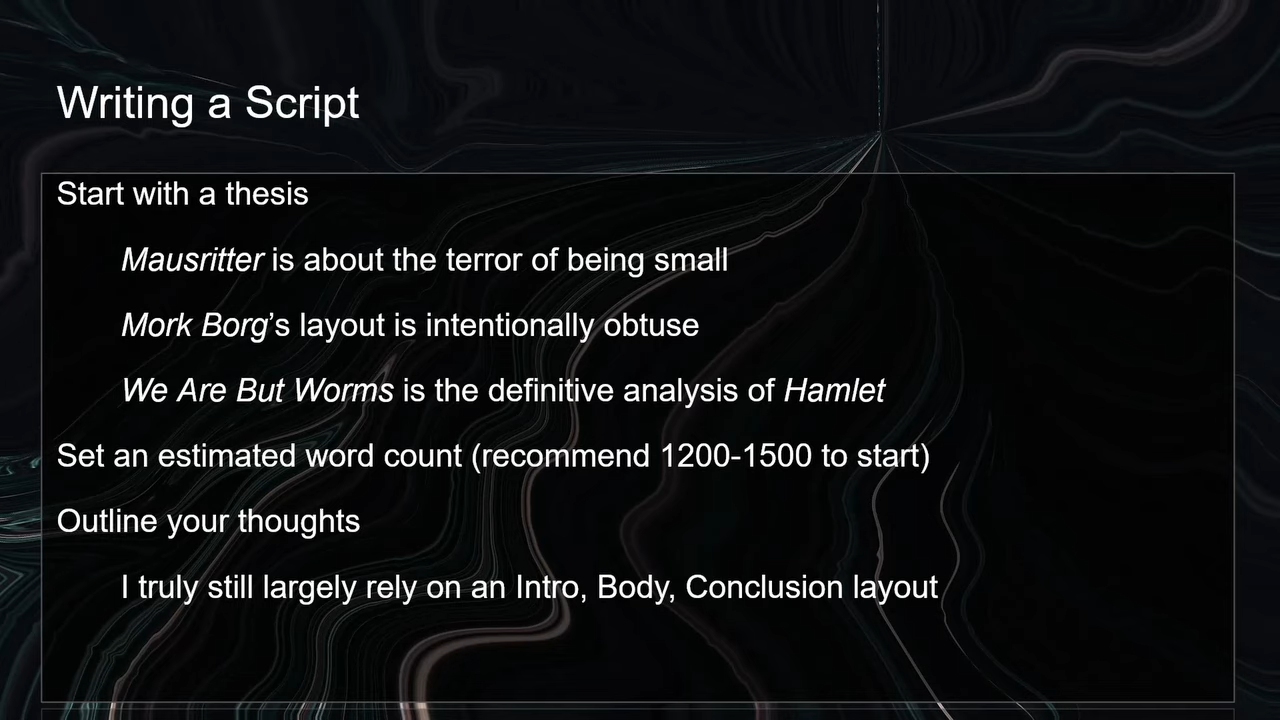 Writing a Script
Start with a thesis
Mausritter is about the terror of being small
Mork Borg’s layout is intentionally obtuse
We Are But Worms is the definitive analysis of Hamlet
Set an estimated word count (recommend 1200-1500 to start)
Outline your thoughts
I truly still largely rely on an Intro, Body, Conclusion layout